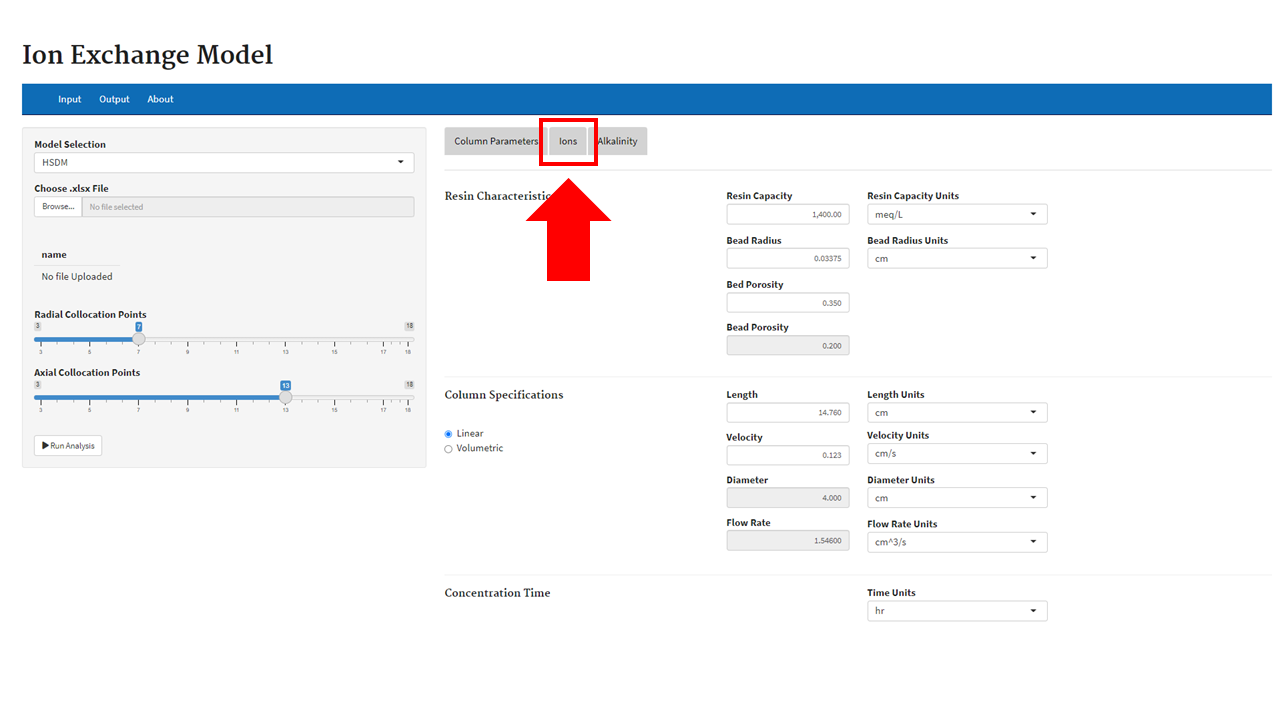 Ion Exchange Model
Input Output About
Model Selection
HSDM
Choose .xlsx File
Browse... No file selected
name
No file Uploaded
Radial Collocation Points
3 7 18
3 5 7 9 11 13 15 17 18
Axial Collocation Points
3 13 18
3 5 7 9 11 13 15 17 18
Run Analysis
Column Parameters Ions Alkalinity
Resin Characteristic
Resin Capacity Resin Capacity Units
1,400.00 meq/L
Bead Radius Bead Radius Units
0.03375 cm
Bed Porosity
0.350
Bead Porosity
0.200
Column Specifications
Linear
Volumetric
Length Length Units
14.760 cm
Velocity Velocity Units
0.123 cm/s
Diameter Diameter Units
4.000 cm
Flow Rate Flow Rate Units
1.54600 cm^3/s
Concentration Time
Time Units
hr